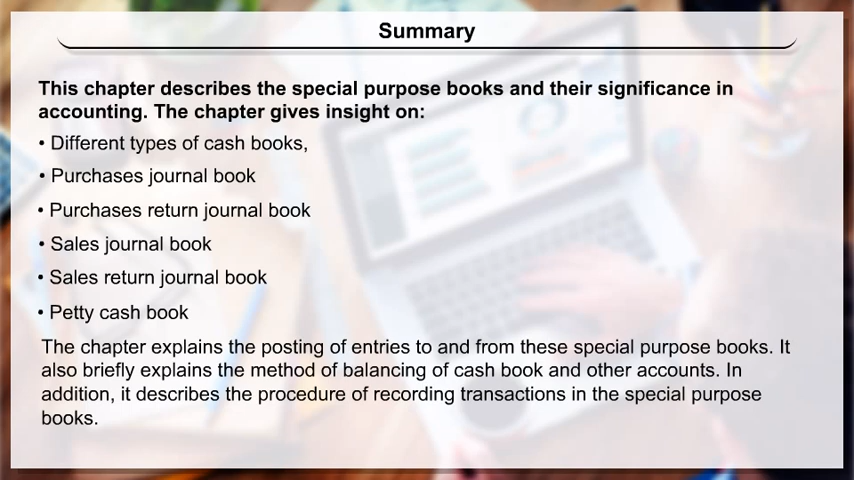 Summary
This chapter describes the special purpose books and their significance in
accounting. The chapter gives insight on:
• Different types of cash books,
• Purchases journal book
• Purchases return journal book
• Sales journal book
• Sales return journal book
• Petty cash book
The chapter explains the posting of entries to and from these special purpose books. It
also briefly explains the method of balancing of cash book and other accounts. In
addition, it describes the procedure of recording transactions in the special purpose
books.